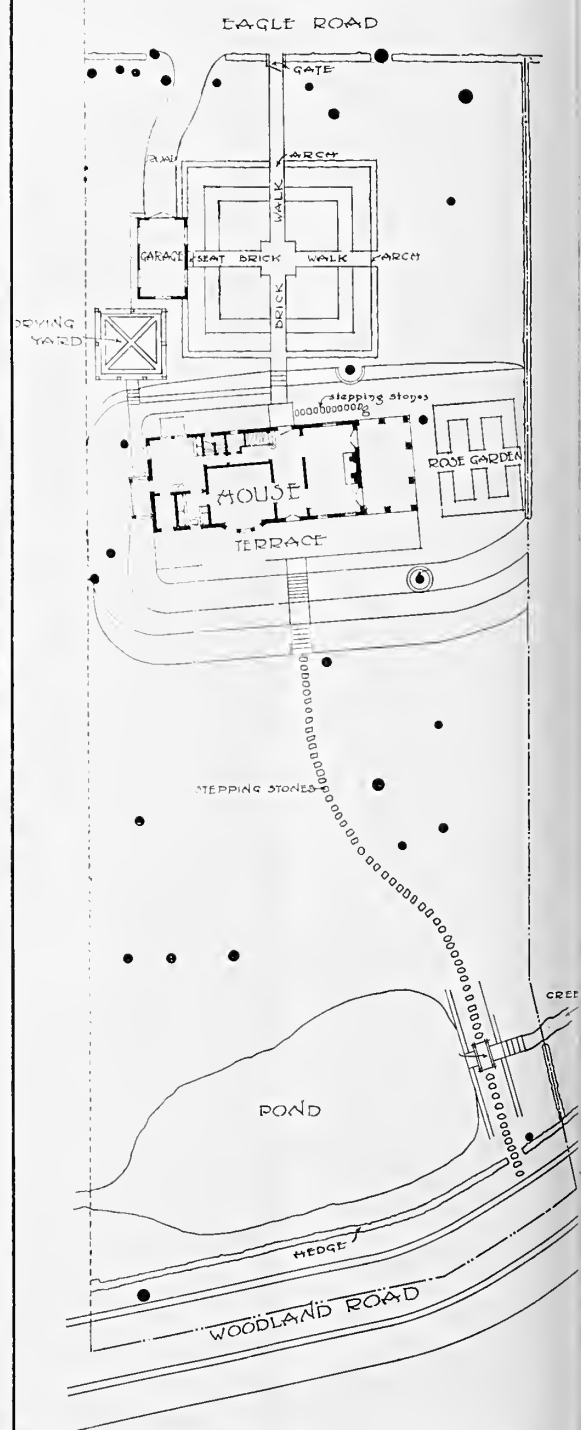 EAGLE ROAD
GATE
ROAD
ARCH
WALK
GARAGE
SEAT BRICK WALK ARCH
BRICK
DRYING
YARD
stepping stones
ROSE GARDEN
HOUSE
TERRACE
STEPPING STONES
CREE
POND
HEDGE
WOODLAND ROAD